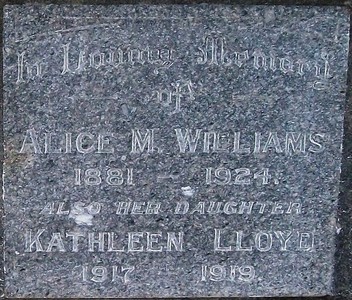 In Loving Memory
of
ALICE M. WILLIAMS
1881 – 1924.
ALSO HER DAUGHTER
KATHLEEN LLOYD
1917 – 1919.